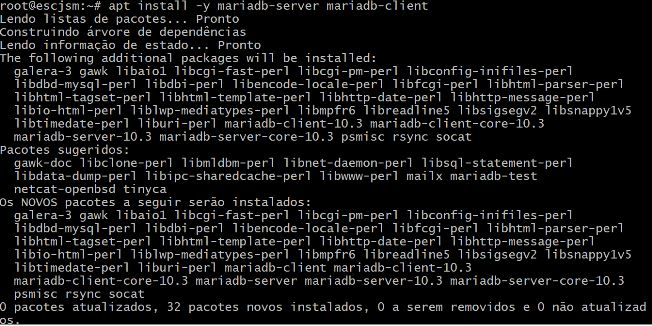 root@escjsm:~# apt install -y mariadb-server mariadb-client
Lendo listas de pacotes... Pronto
Construindo árvore de dependências
Lendo informação de estado... Pronto
The following additional packages will be installed:
galera-3 gawk libaio1 libcgi-fast-perl libcgi-pm-perl libconfig-inifiles-perl
libdbd-mysql-perl libdbi-perl libencode-locale-perl libfcgi-perl libhtml-parser-perl
libhtml-tagset-perl libhtml-template-perl libhttp-date-perl libhttp-message-perl
libio-html-perl liblwp-mediatypes-perl libmpfr6 libreadline5 libsigsegv2 libsnappy1v5
libtimedate-perl liburi-perl mariadb-client-10.3 mariadb-client-core-10.3
mariadb-server-10.3 mariadb-server-core-10.3 psmisc rsync socat
Pacotes sugeridos:
gawk-doc libclone-perl libmldbm-perl libnet-daemon-perl libsql-statement-perl
libdata-dump-perl libipc-sharedcache-perl libwww-perl mailx mariadb-test
netcat-openbsd tinyca
Os NOVOS pacotes a seguir serão instalados:
galera-3 gawk libaio1 libcgi-fast-perl libcgi-pm-perl libconfig-inifiles-perl
libdbd-mysql-perl libdbi-perl libencode-locale-perl libfcgi-perl libhtml-parser-perl
libhtml-tagset-perl libhtml-template-perl libhttp-date-perl libhttp-message-perl
libio-html-perl liblwp-mediatypes-perl libmpfr6 libreadline5 libsigsegv2 libsnappy1v5
libtimedate-perl liburi-perl mariadb-client mariadb-client-10.3
mariadb-client-core-10.3 mariadb-server mariadb-server-10.3 mariadb-server-core-10.3
psmisc rsync socat
0 pacotes atualizados, 32 pacotes novos instalados, 0 a serem removidos e 0 não atualizad
os.